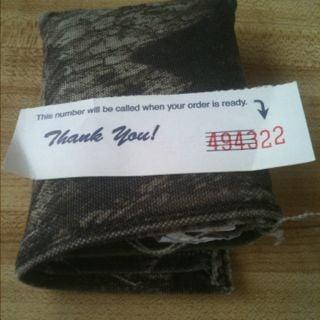 This number will be called when your order is ready.
Thank You! 494322